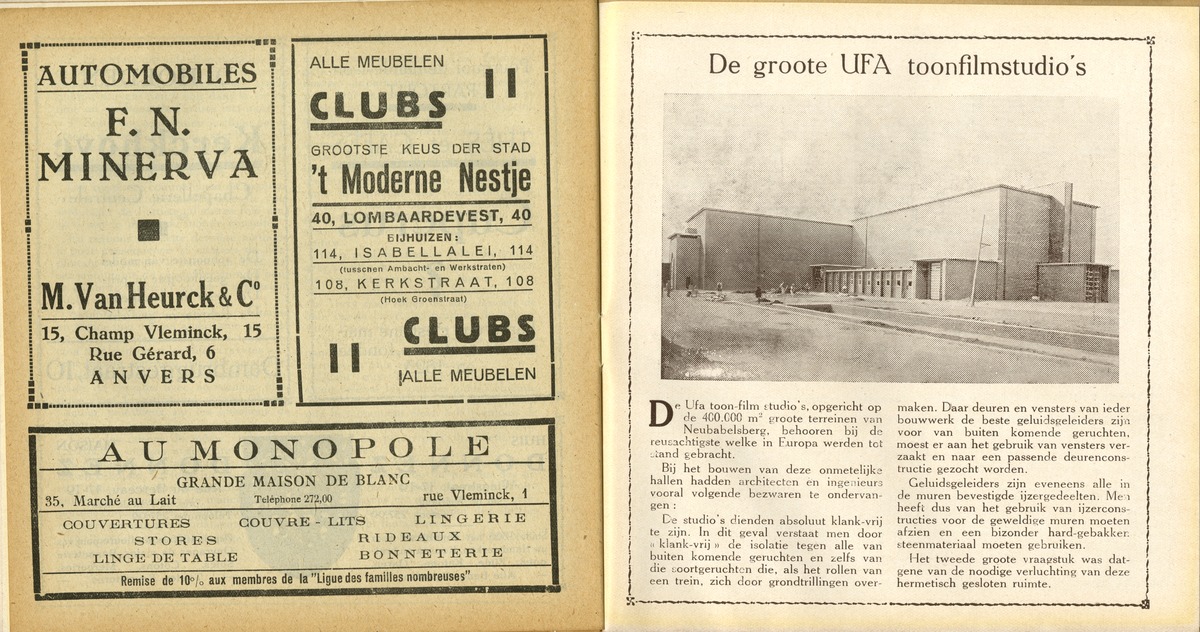 AUTOMOBILES
F. N.
MINERVA
M. Van Heurck & Cº
15, Champ Vleminck, 15
Rue Gérard, 6
ANVERS
ALLE MEUBELEN
CLUBS
GROOTSTE KEUS DER STAD
't Moderne Nestje
40, LOMBAARDEVEST, 40
BIJHUIZEN :
114, ISABELLALEI, 114
(tusschen Ambacht- en Werkstraten)
108, KERKSTRAAT, 108
(Hoek Groenstraat)
CLUBS
ALLE MEUBELEN
AU MONOPOLE
GRANDE MAISON DE BLANC
35, Marché au Lait Téléphone 272,00 rue Vleminck, 1
COUVERTURES COUVRE - LITS LINGERIE
STORES RIDEAUX
LINGE DE TABLE BONNETERIE
Remise de 10% aux membres de la "Ligue des familles nombreuses"
De groote UFA toonfilmstudio's
De Ufa toon-film studio's, opgericht op
de 400.000 m² groote terreinen van
Neubabelsberg, behooren bij de
reusachtigste welke in Europa werden tot
stand gebracht.
Bij het bouwen van deze onmetelijke
hallen hadden architecten en ingenieurs
vooral volgende bezwaren te ondervan-
gen :
De studio's dienden absoluut klank-vrij
te zijn. In dit geval verstaat men door
« klank-vrij » de isolatie tegen alle van
buiten komende geruchten en zelfs van
die soortgeruchten die, als het rollen van
een trein, zich door grondtrillingen over-
maken. Daar deuren en vensters van ieder
bouwwerk de beste geluidsgeleiders zijn
voor van buiten komende geruchten,
moest er aan het gebruik van vensters ver-
zaakt en naar een passende deurencons-
tructie gezocht worden.
Geluidsgeleiders zijn eveneens alle in
de muren bevestigde ijzergedeelten. Men
heeft dus van het gebruik van ijzercons-
tructies voor de geweldige muren moeten
afzien en een bizonder hard-gebakken
steenmateriaal moeten gebruiken.
Het tweede groote vraagstuk was dat-
gene van de noodige verluchting van deze
hermetisch gesloten ruimte.